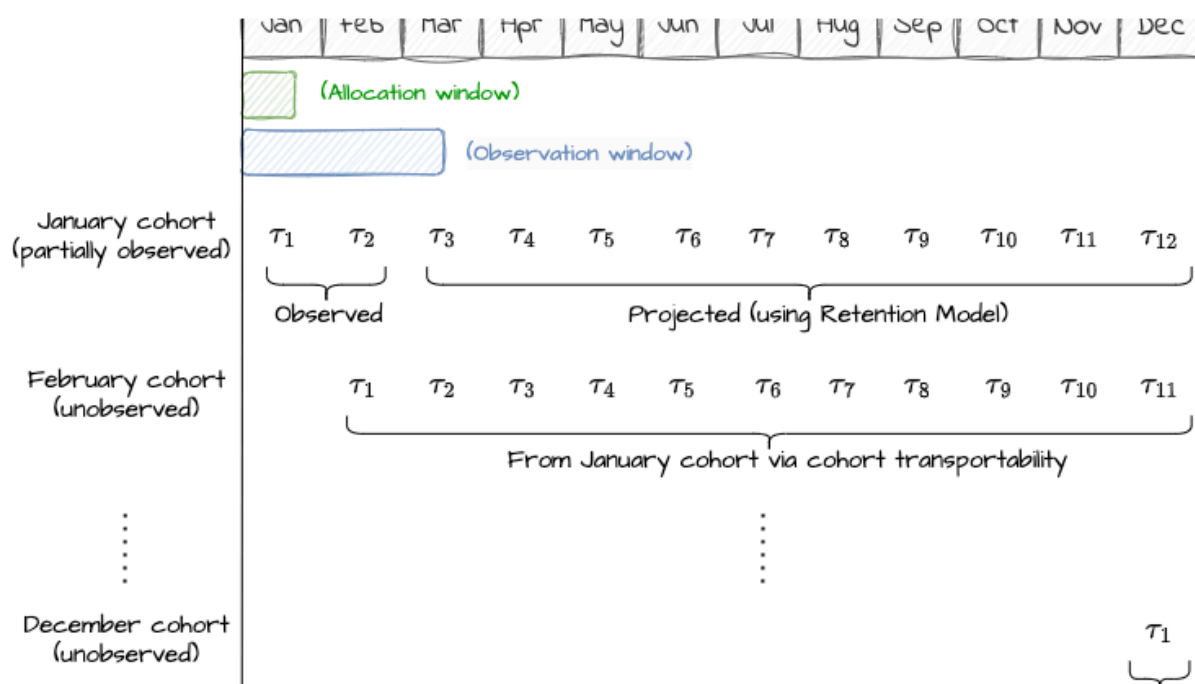 Jan Feb Mar Apr May Jun Jul Aug Sep Oct Nov Dec
(Allocation window)
(Observation window)
January cohort
(partially observed)
τ1 τ2 τ3 τ4 τ5 τ6 τ7 τ8 τ9 τ10 τ11 τ12
Observed
Projected (using Retention Model)
February cohort
(unobserved)
τ1 τ2 τ3 τ4 τ5 τ6 τ7 τ8 τ9 τ10 τ11
From January cohort via cohort transportability
December cohort
(unobserved)
τ1